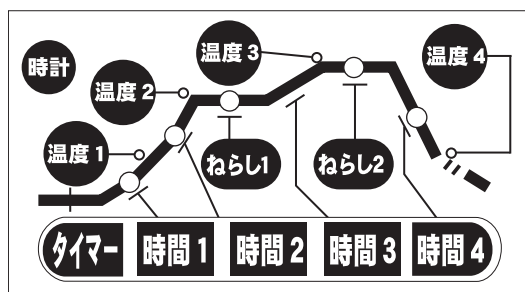 時計
温度3
温度4
温度2
温度1
ねらし1
ねらし2
タイマー 時間1 時間2 時間3 時間4